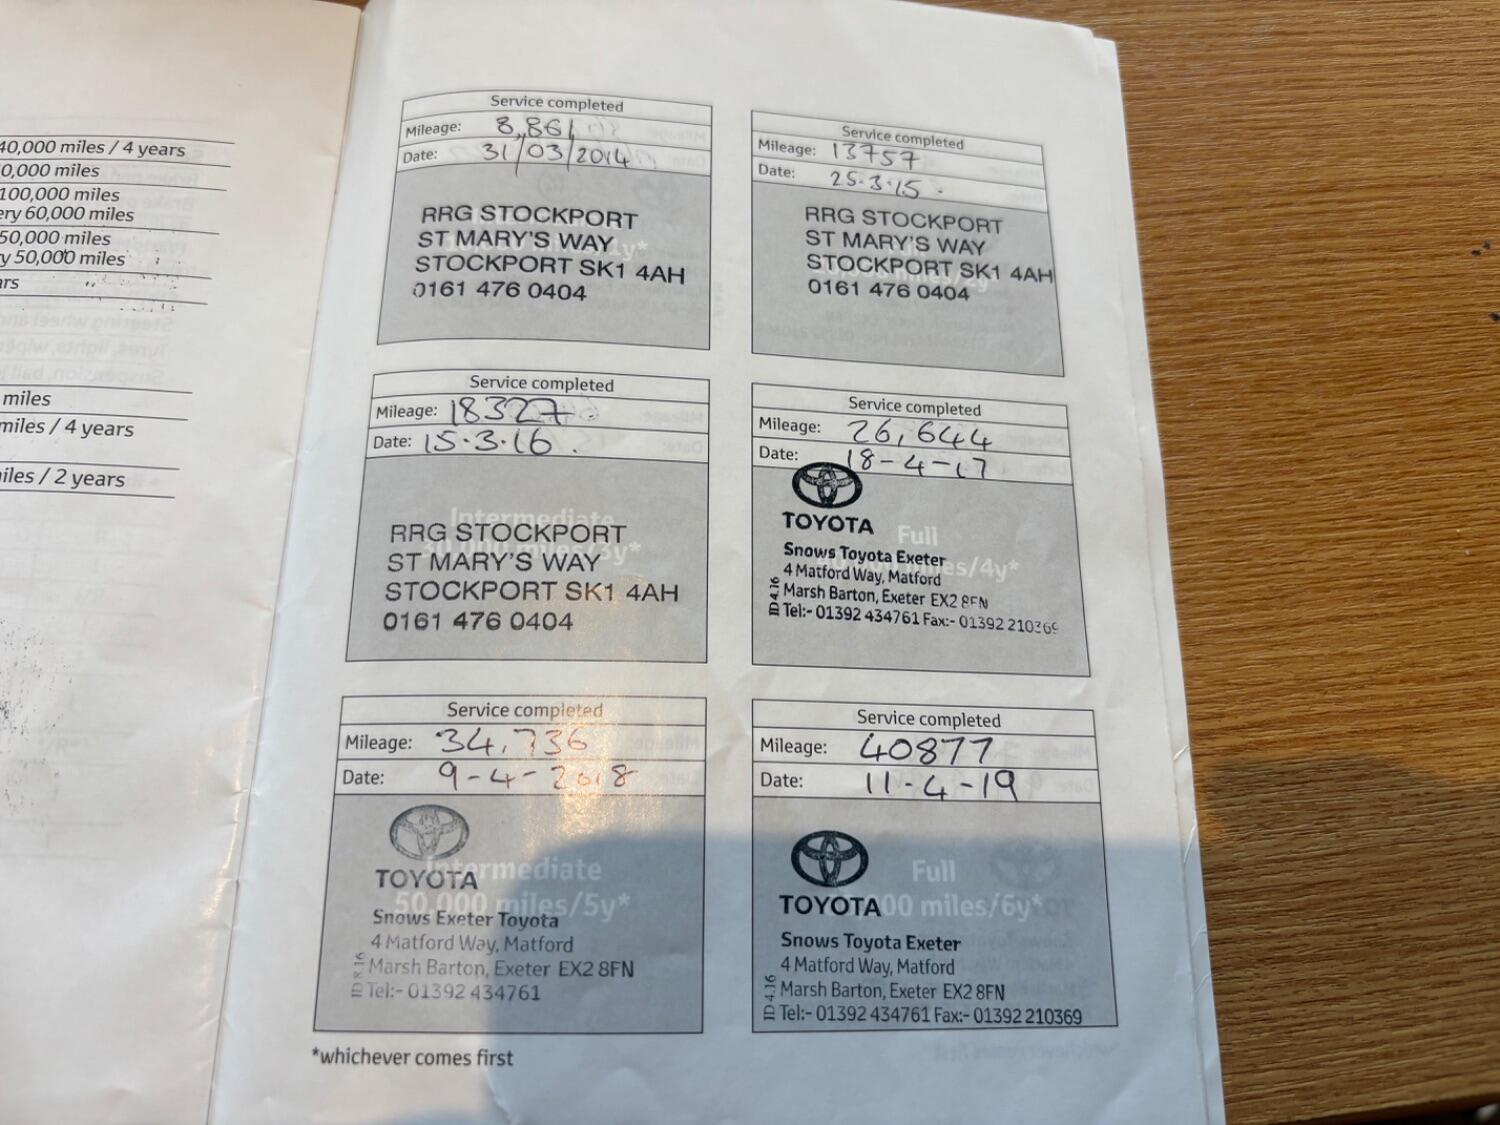 40,000 miles / 4 years
0,000 miles
100,000 miles
ery 60,000 miles
50,000 miles
ry 50,000 miles
ars
miles
miles / 4 years
iles / 2 years
Service completed
Mileage: 8,861
Date: 31/03/2014
RRG STOCKPORT
ST MARY'S WAY
STOCKPORT SK1 4AH
0161 476 0404
Service completed
Mileage: 13757
Date: 25.3.15.
RRG STOCKPORT
ST MARY'S WAY
STOCKPORT SK1 4AH
0161 476 0404
Service completed
Mileage: 18327
Date: 15.3.16.
Intermediate
30,000 miles/3y*
RRG STOCKPORT
ST MARY'S WAY
STOCKPORT SK1 4AH
0161 476 0404
Service completed
Mileage: 26,644
Date: 18-4-17
TOYOTA
Full
miles/4y*
Snows Toyota Exeter
4 Matford Way, Matford
Marsh Barton, Exeter EX2 8FN
Tel:- 01392 434761 Fax:- 01392 210369
ID 4.16
Service completed
Mileage: 34,736
Date: 9-4-2018
TOYOTA
Intermediate
50,000 miles/5y*
Snows Exeter Toyota
4 Matford Way, Matford
Marsh Barton, Exeter EX2 8FN
Tel:- 01392 434761
Service completed
Mileage: 40877
Date: 11-4-19
TOYOTA
Full
00 miles/6y*
Snows Toyota Exeter
4 Matford Way, Matford
Marsh Barton, Exeter EX2 8FN
Tel:- 01392 434761 Fax:- 01392 210369
ID 4.16
*whichever comes first